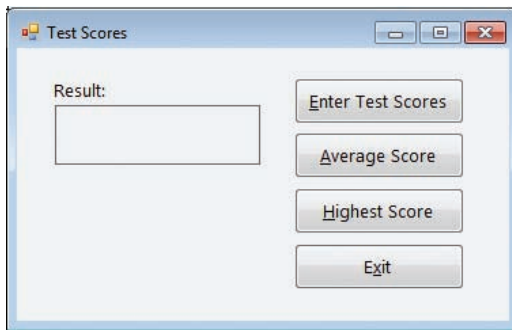 Test Scores
Result:
Enter Test Scores
Average Score
Highest Score
Exit